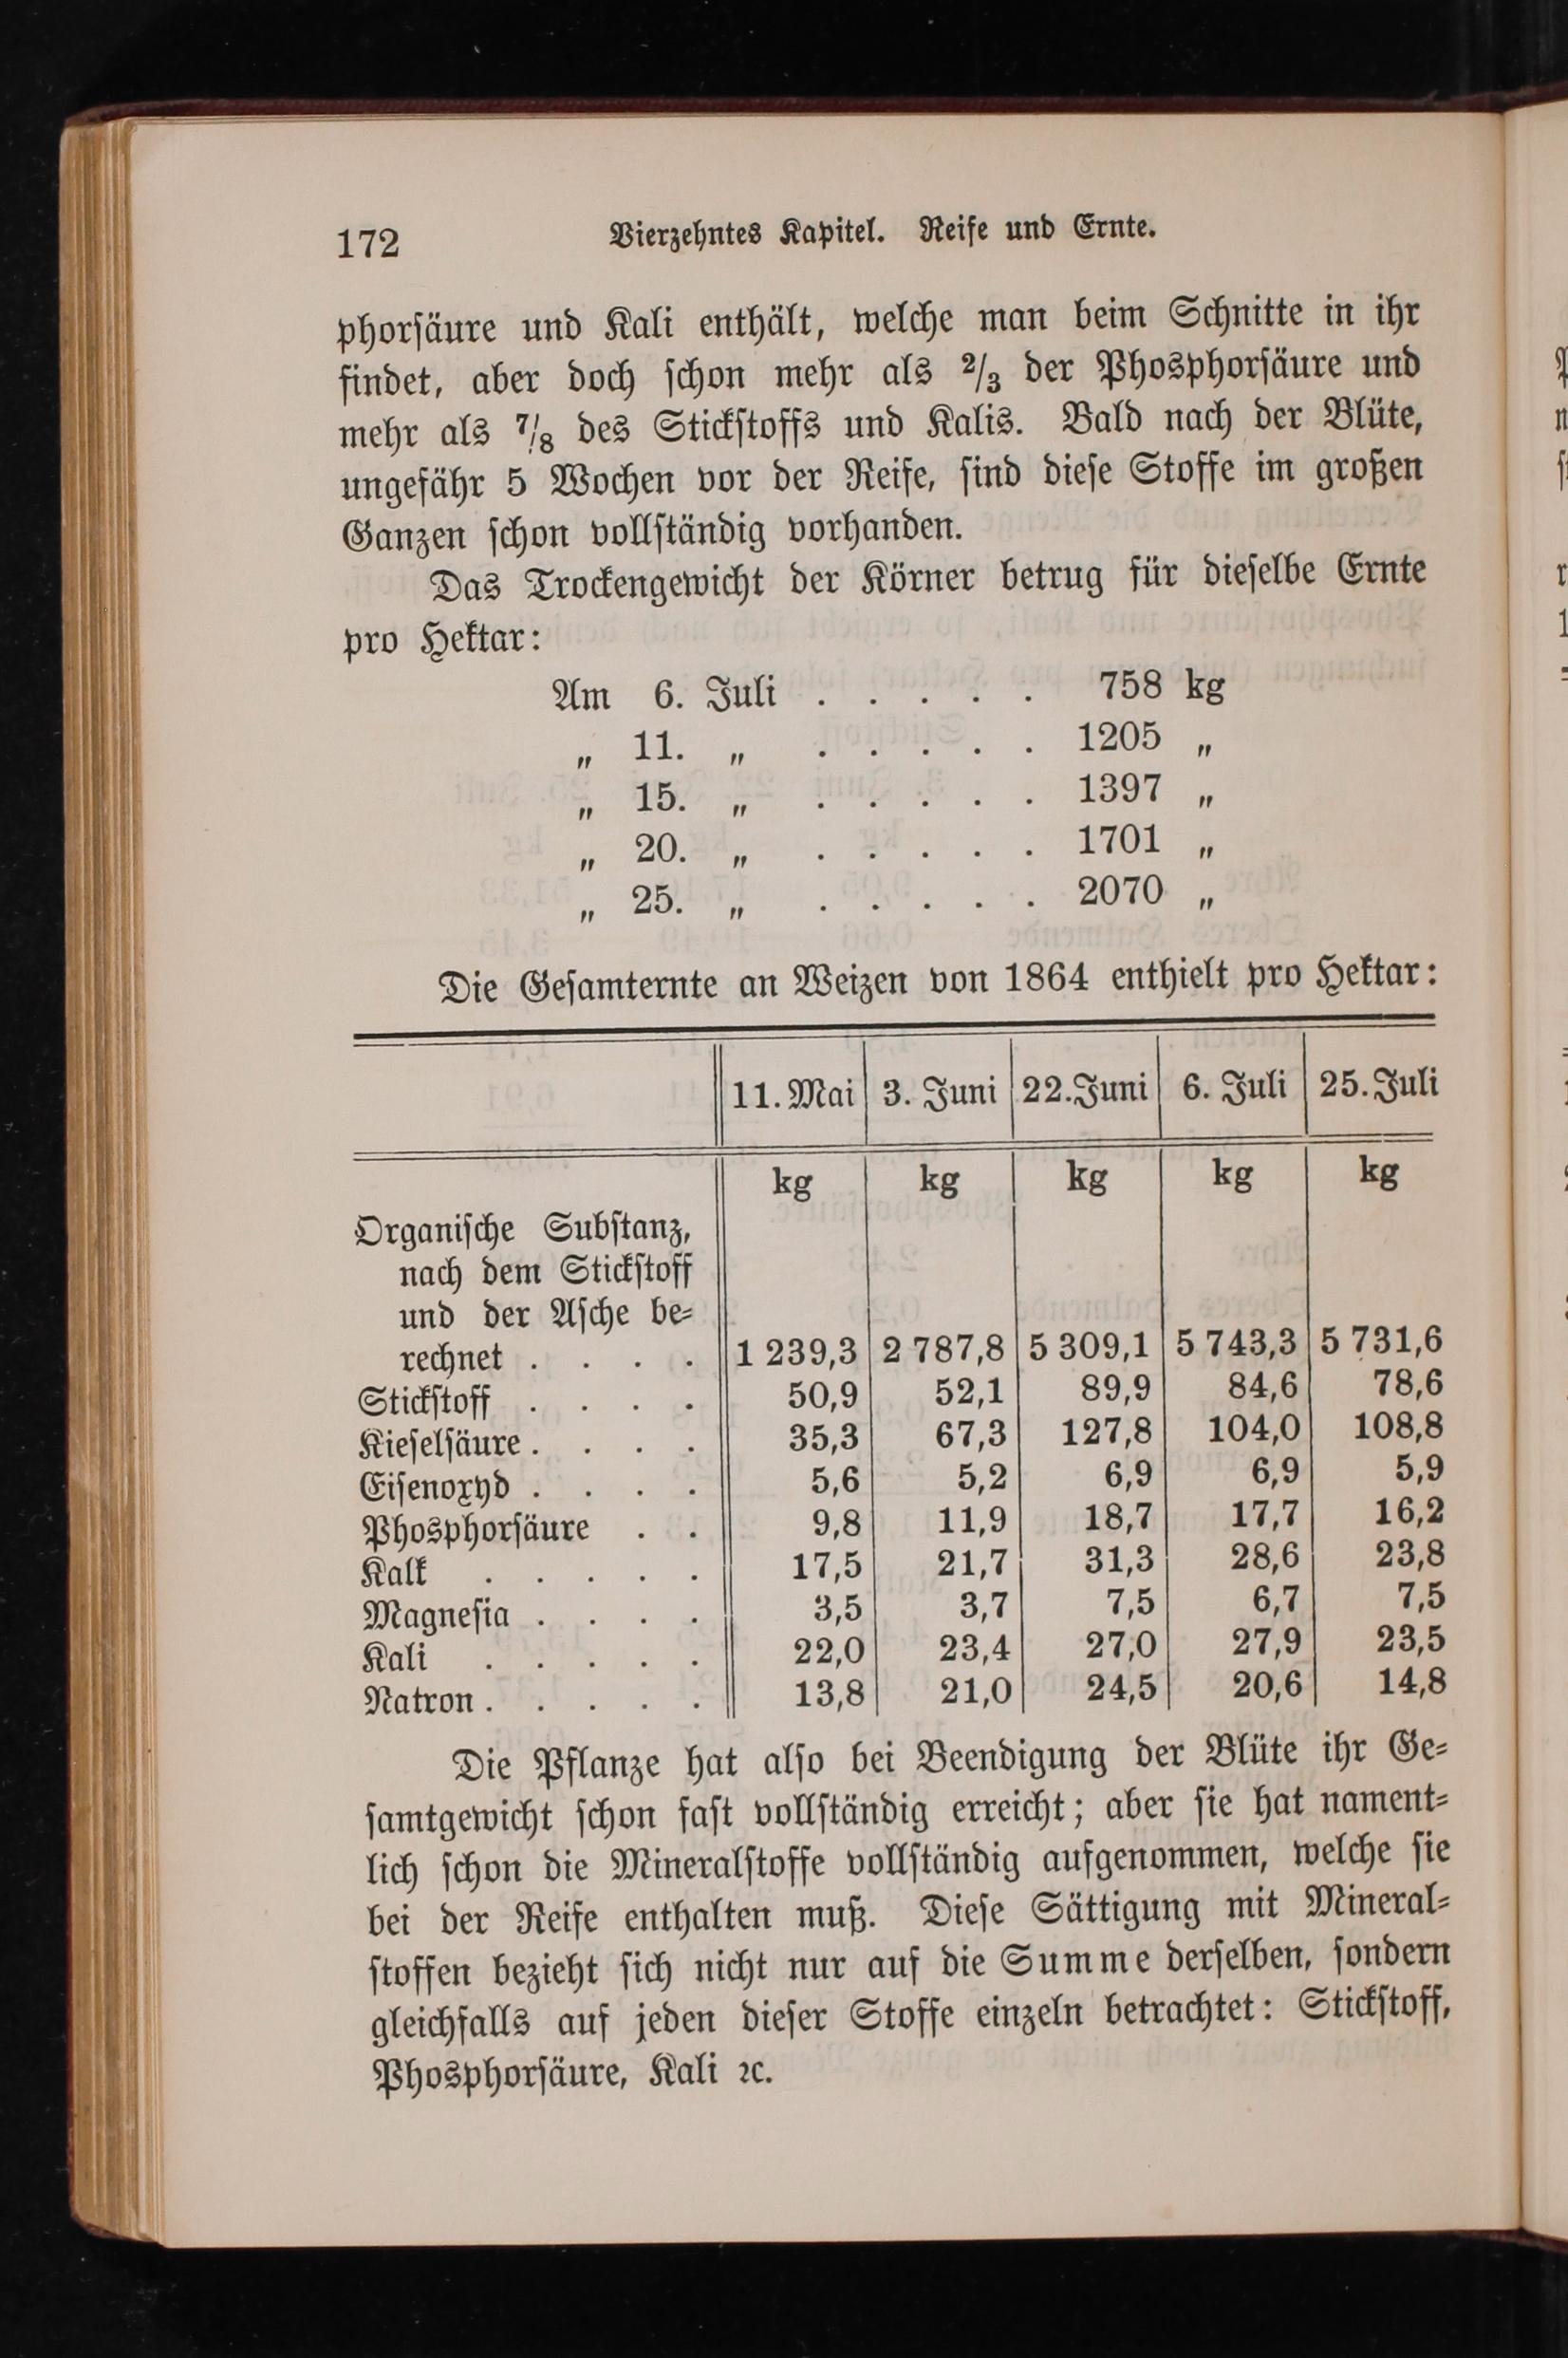 172 Vierzehntes Kapitel. Reife und Ernte.
phorsäure und Kali enthält, welche man beim Schnitte in ihr
findet, aber doch schon mehr als 2/3 der Phosphorsäure und
mehr als 7/8 des Stickstoffs und Kalis. Bald nach der Blüte,
ungefähr 5 Wochen vor der Reife, sind diese Stoffe im großen
Ganzen schon vollständig vorhanden.
Das Trockengewicht der Körner betrug für dieselbe Ernte
pro Hektar:
Am 6. Juli . . . . . 758 kg
„ 11. „ . . . . . 1205 „
„ 15. „ . . . . . 1397 „
„ 20. „ . . . . . 1701 „
„ 25. „ . . . . . 2070 „
Die Gesamternte an Weizen von 1864 enthielt pro Hektar:
11. Mai 3. Juni 22. Juni 6. Juli 25. Juli
kg kg kg kg kg
Organische Substanz,
nach dem Stickstoff
und der Asche be-
rechnet . . . . 1 239,3 2 787,8 5 309,1 5 743,3 5 731,6
Stickstoff . . . . 50,9 52,1 89,9 84,6 78,6
Kieselsäure . . . . 35,3 67,3 127,8 104,0 108,8
Eisenoxyd . . . . 5,6 5,2 6,9 6,9 5,9
Phosphorsäure . . 9,8 11,9 18,7 17,7 16,2
Kalk . . . . . 17,5 21,7 31,3 28,6 23,8
Magnesia . . . . 3,5 3,7 7,5 6,7 7,5
Kali . . . . . 22,0 23,4 27,0 27,9 23,5
Natron . . . . . 13,8 21,0 24,5 20,6 14,8
Die Pflanze hat also bei Beendigung der Blüte ihr Ge-
samtgewicht schon fast vollständig erreicht; aber sie hat nament-
lich schon die Mineralstoffe vollständig aufgenommen, welche sie
bei der Reife enthalten muß. Diese Sättigung mit Mineral-
stoffen bezieht sich nicht nur auf die Summe derselben, sondern
gleichfalls auf jeden dieser Stoffe einzeln betrachtet: Stickstoff,
Phosphorsäure, Kali ꝛc.